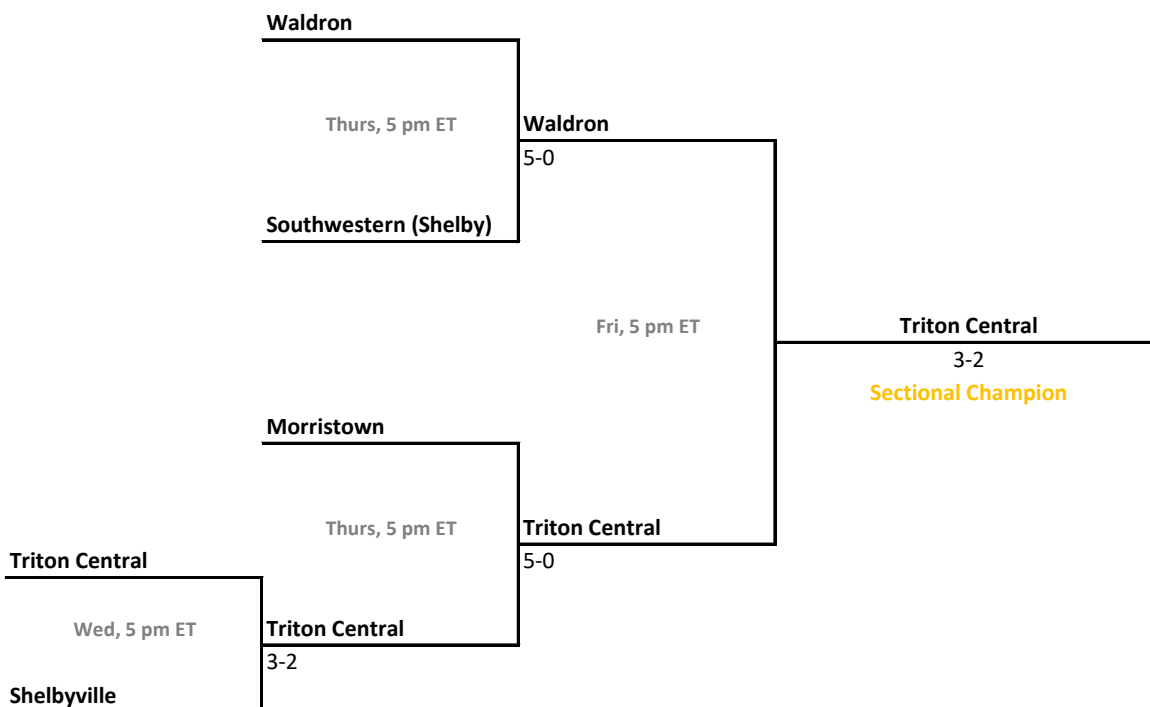 Waldron
Thurs, 5 pm ET
Waldron
5-0
Southwestern (Shelby)
Fri, 5 pm ET
Triton Central
3-2
Sectional Champion
Morristown
Thurs, 5 pm ET
Triton Central
5-0
Triton Central
Wed, 5 pm ET
Triton Central
3-2
Shelbyville